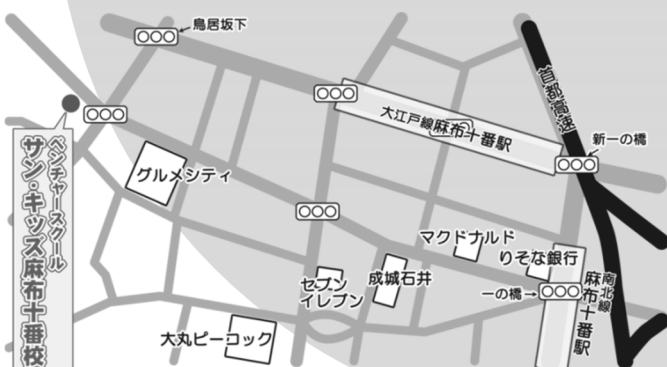 鳥居坂下
首都高速
大江戸線麻布十番駅
新一の橋
ベンチャースクール
サン・キッズ麻布十番校
グルメシティ
マクドナルド
りそな銀行
セブン
イレブン
成城石井
一の橋→
南北線
麻布十番駅
大丸ピーコック